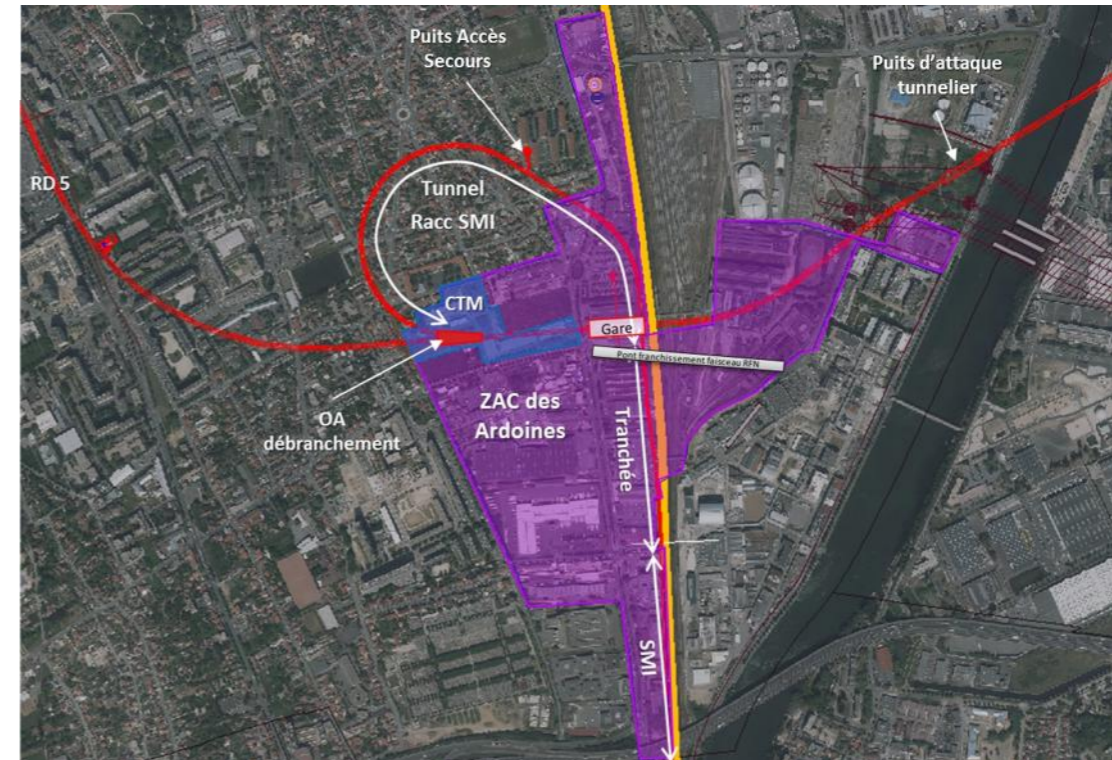 Puits Accès
Secours
Puits d'attaque
tunnelier
RD 5
Tunnel
Racc SMI
CTM
Gare
Pont franchissement faisceau RFN
OA
débranchement
ZAC des
Ardoines
Tranchée
SMI